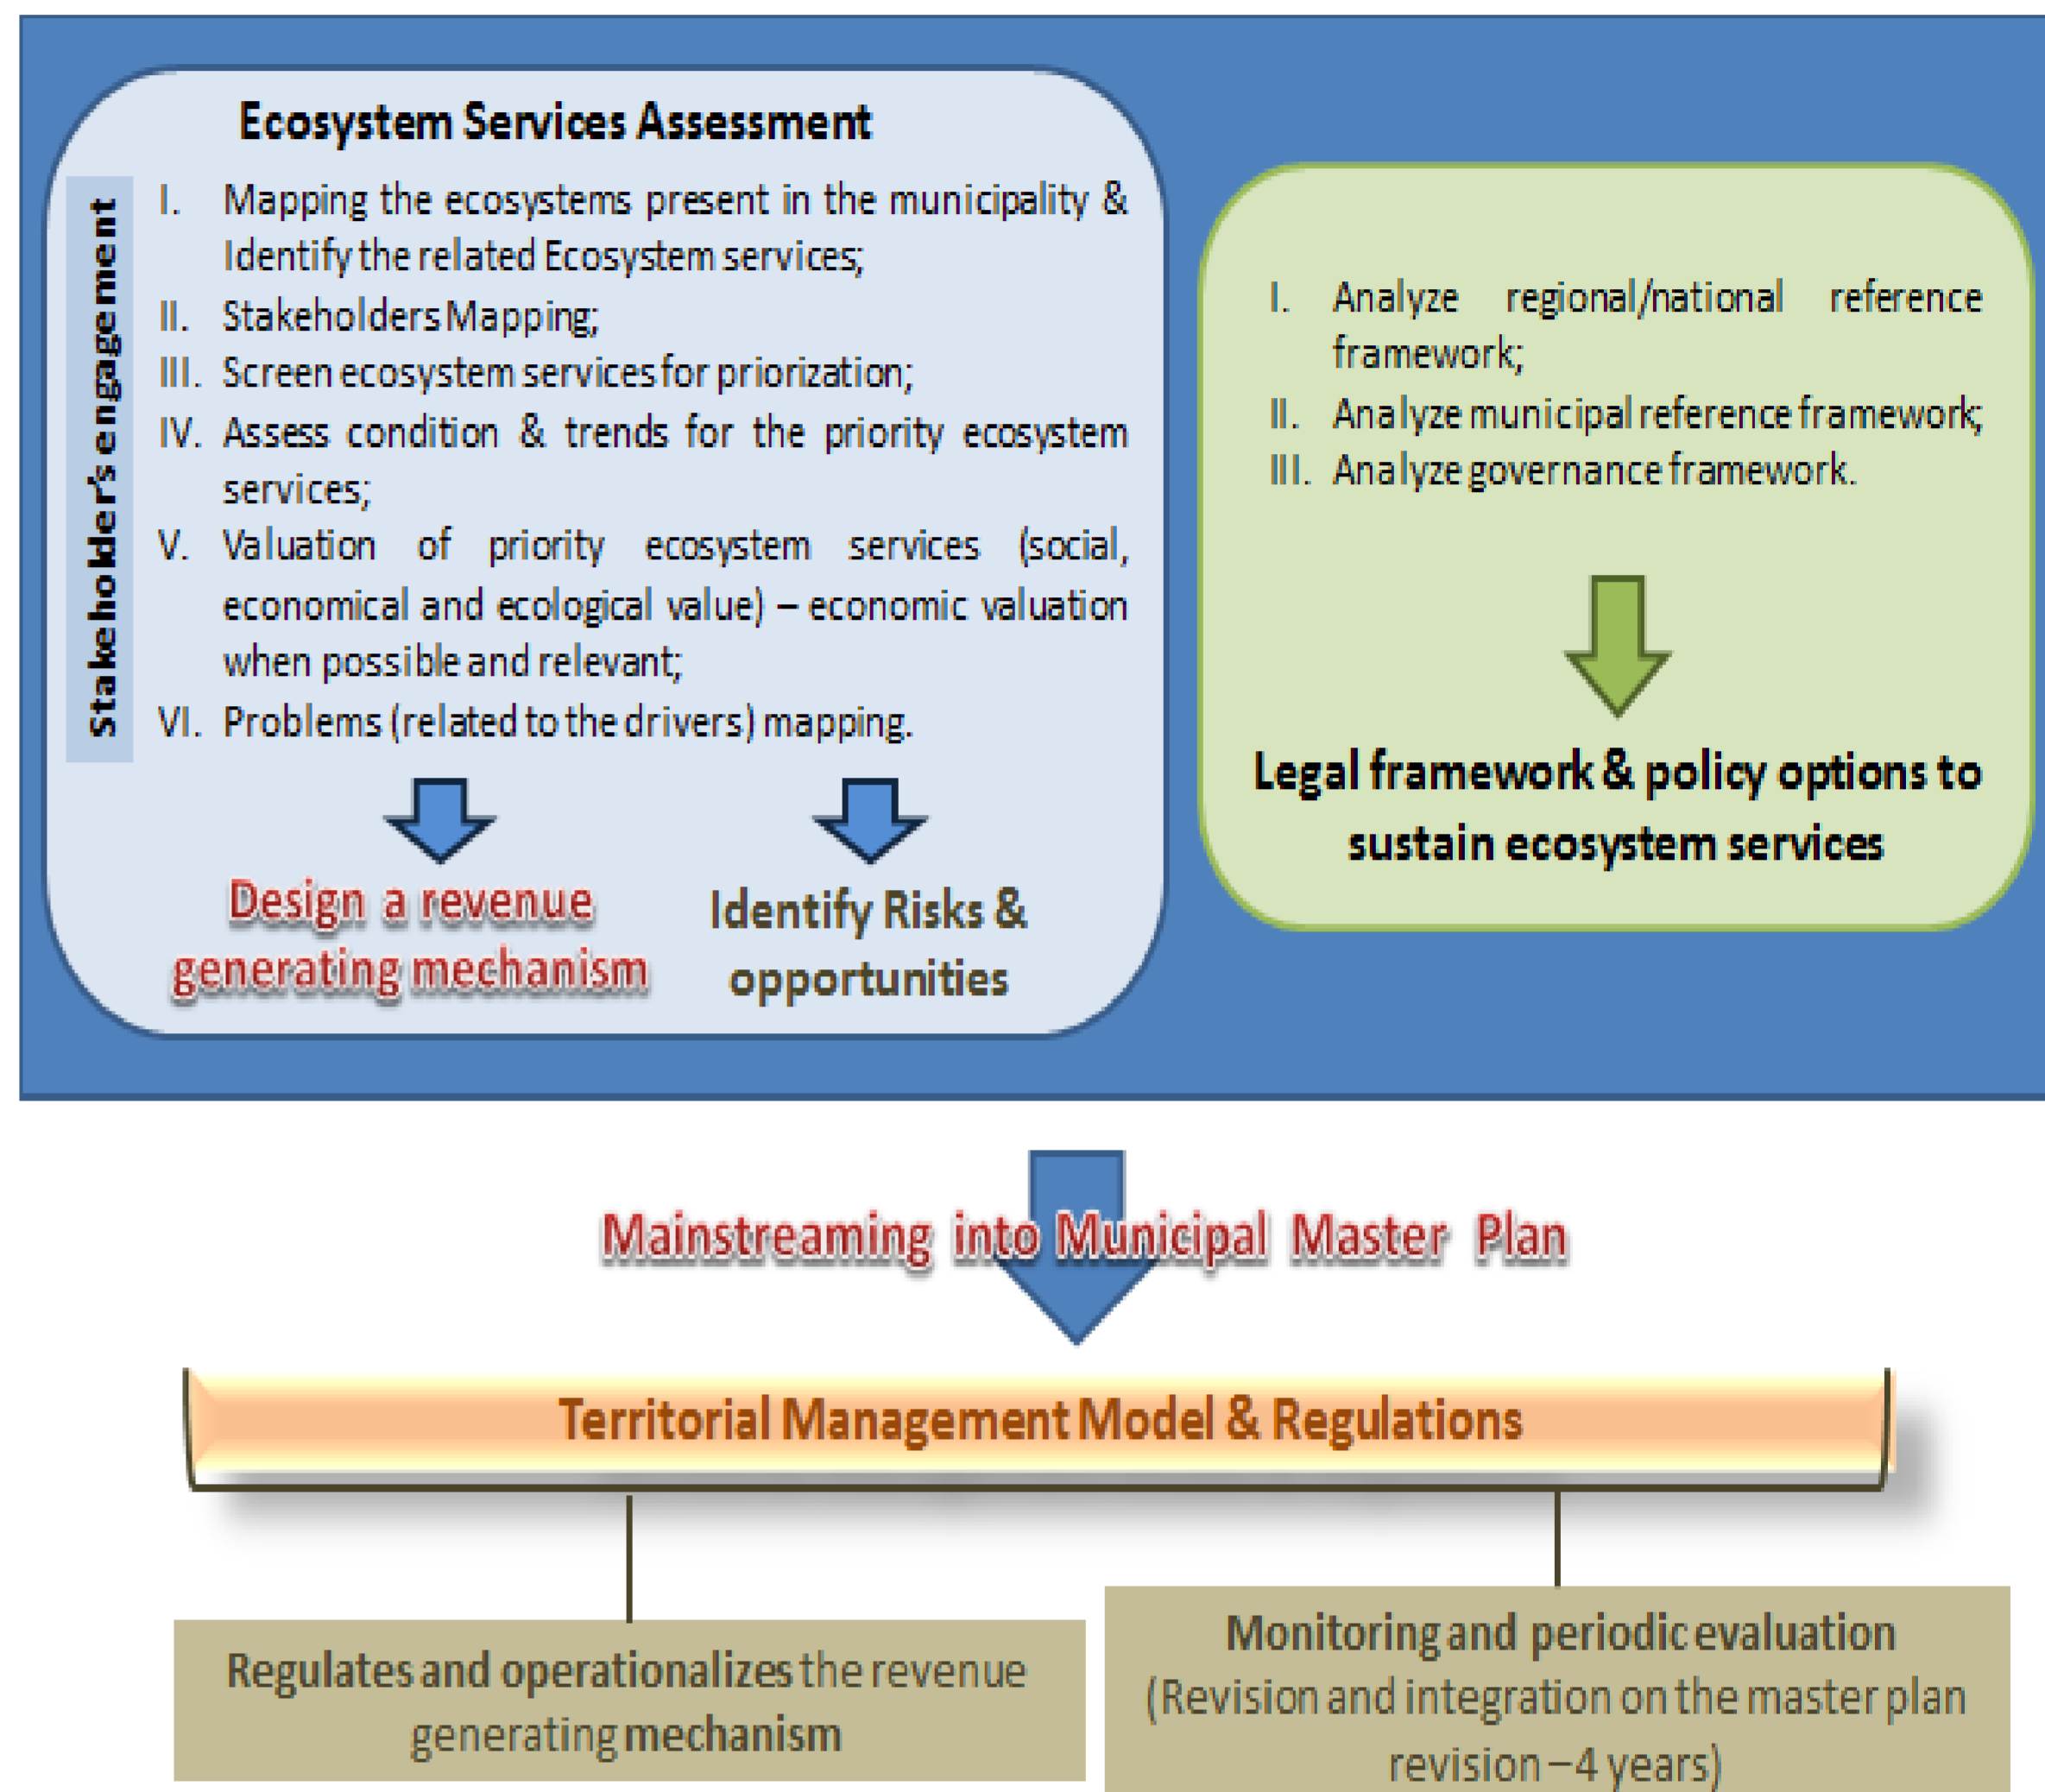 Ecosystem Services Assessment
Stakeholder's engagement
I. Mapping the ecosystems present in the municipality &
Identify the related Ecosystem services;
II. Stakeholders Mapping;
III. Screen ecosystem services for priorization;
IV. Assess condition & trends for the priority ecosystem
services;
V. Valuation of priority ecosystem services (social,
economical and ecological value) – economic valuation
when possible and relevant;
VI. Problems (related to the drivers) mapping.
Design a revenue
generating mechanism
Identify Risks &
opportunities
I. Analyze regional/national reference
framework;
II. Analyze municipal reference framework;
III. Analyze governance framework.
Legal framework & policy options to
sustain ecosystem services
Mainstreaming into Municipal Master Plan
Territorial Management Model & Regulations
Regulates and operationalizes the revenue
generating mechanism
Monitoring and periodic evaluation
(Revision and integration on the master plan
revision –4 years)